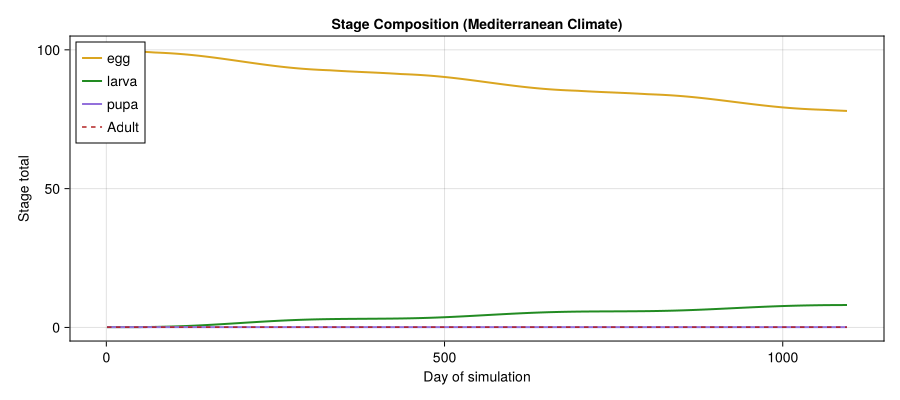 Stage Composition (Mediterranean Climate)
100
50
0
Stage total
egg
larva
pupa
Adult
0
500
1000
Day of simulation